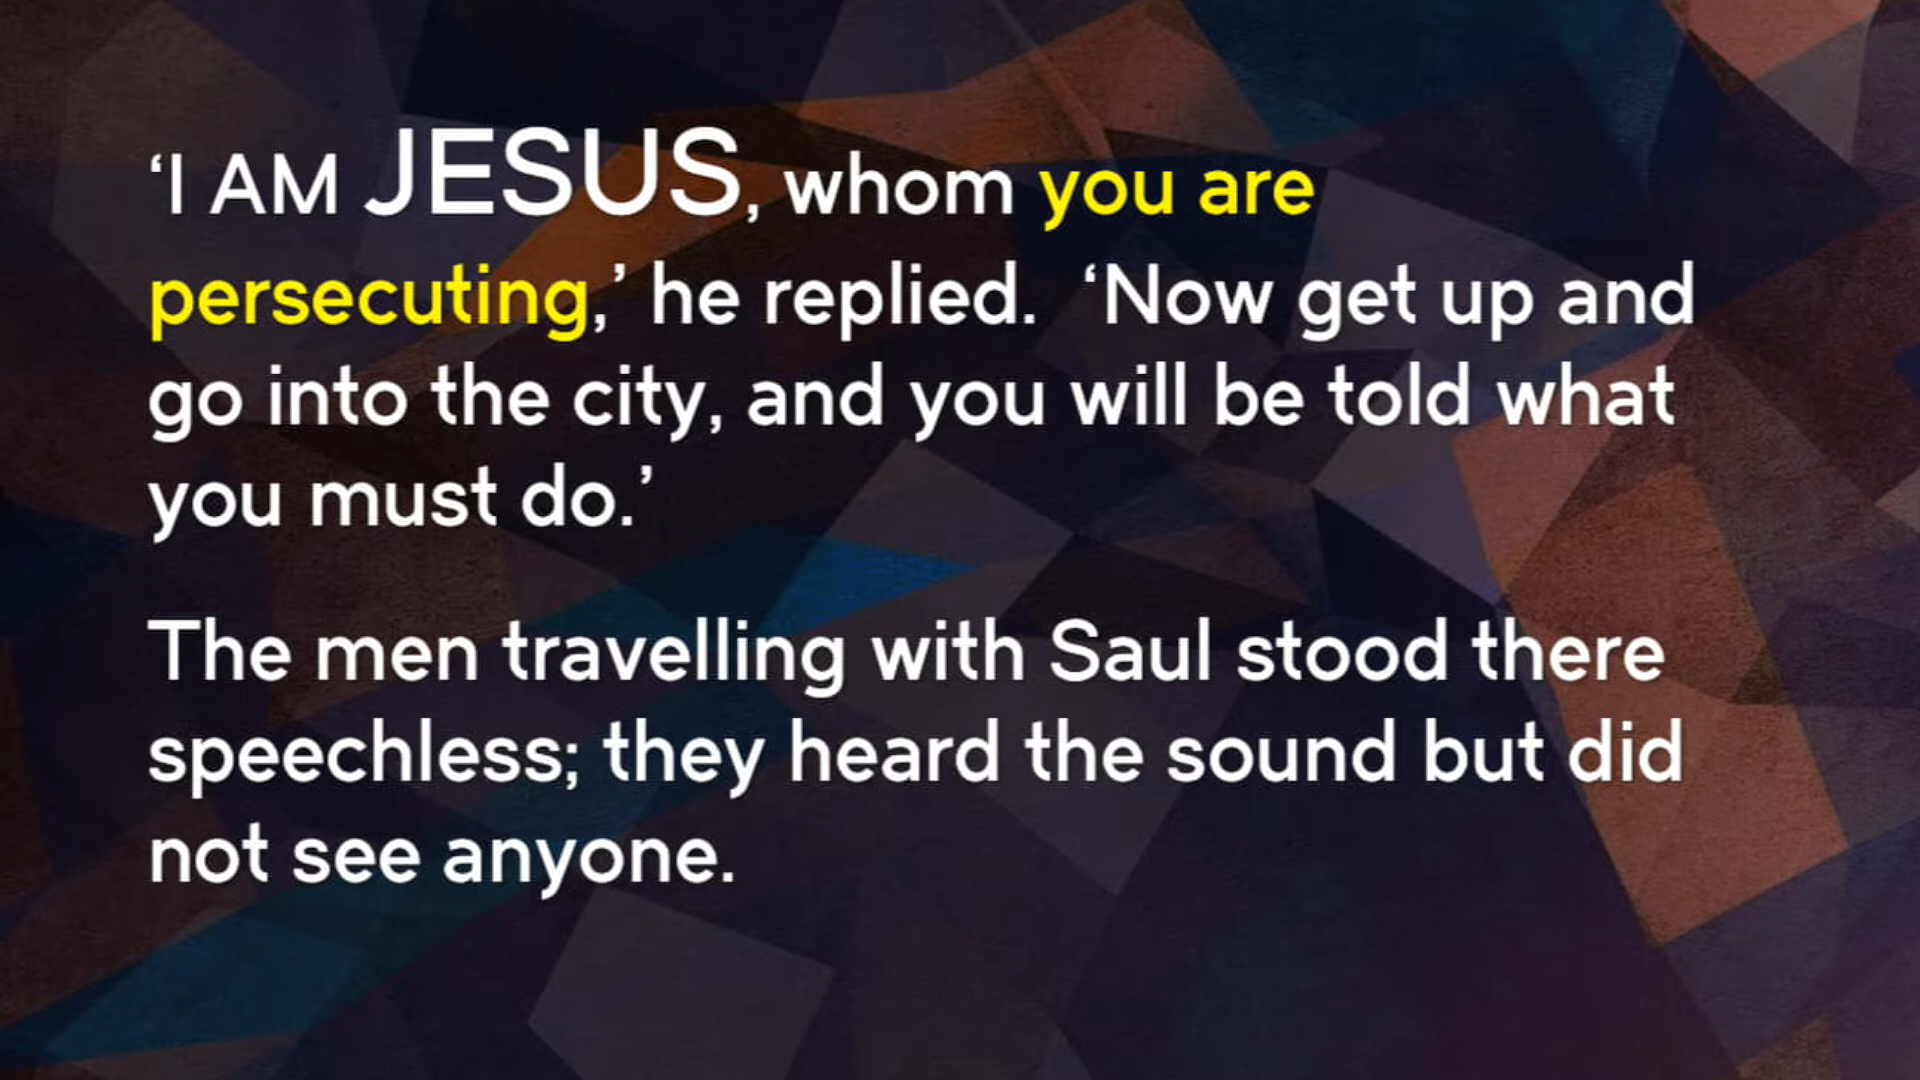 ‘I AM JESUS, whom you are
persecuting,’ he replied.  ‘Now get up and
go into the city, and you will be told what
you must do.’
The men travelling with Saul stood there
speechless; they heard the sound but did
not see anyone.